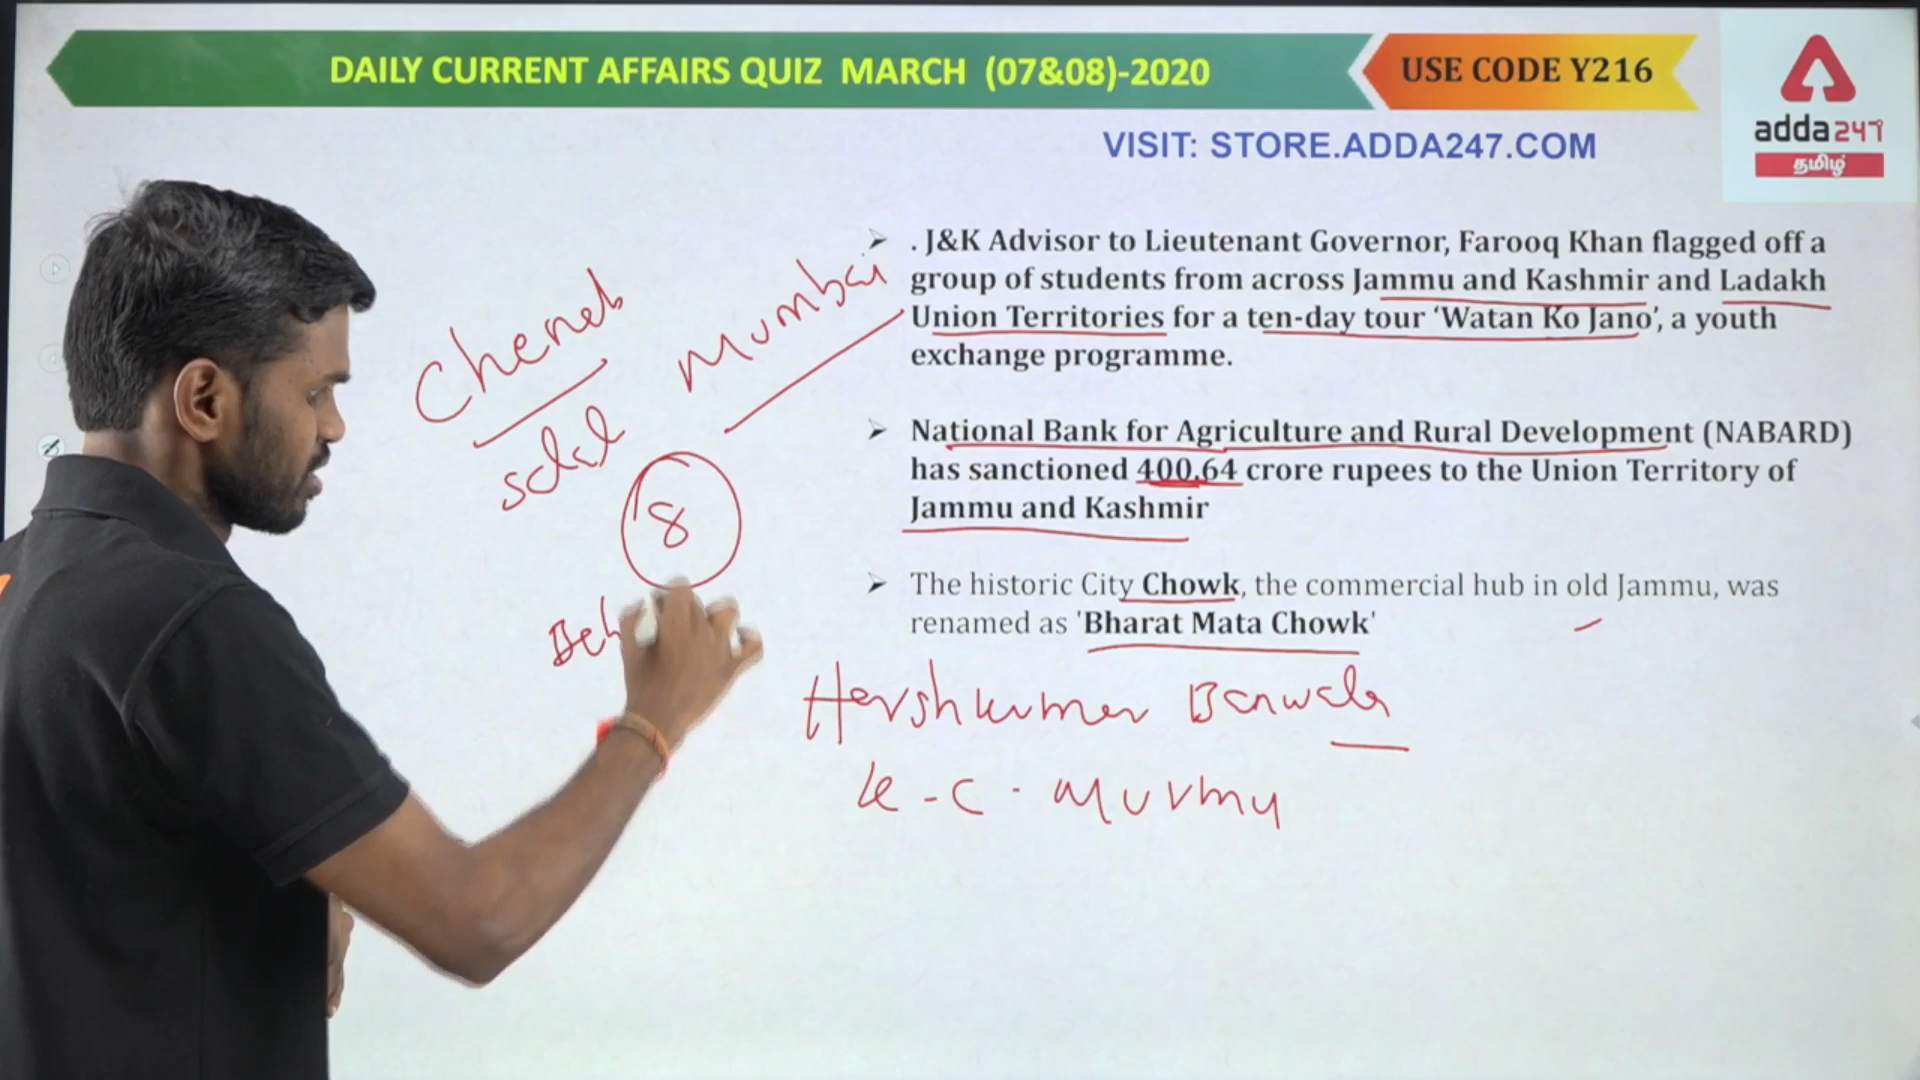 DAILY CURRENT AFFAIRS QUIZ MARCH (07&08)-2020
USE CODE Y216
adda247
தமிழ்
VISIT: STORE.ADDA247.COM
. J&K Advisor to Lieutenant Governor, Farooq Khan flagged off a
group of students from across Jammu and Kashmir and Ladakh
Union Territories for a ten-day tour ‘Watan Ko Jano’, a youth
exchange programme.
National Bank for Agriculture and Rural Development (NABARD)
has sanctioned 400.64 crore rupees to the Union Territory of
Jammu and Kashmir
The historic City Chowk, the commercial hub in old Jammu, was
renamed as 'Bharat Mata Chowk'
Chenab
Mumbai
8
K-C. Murmu